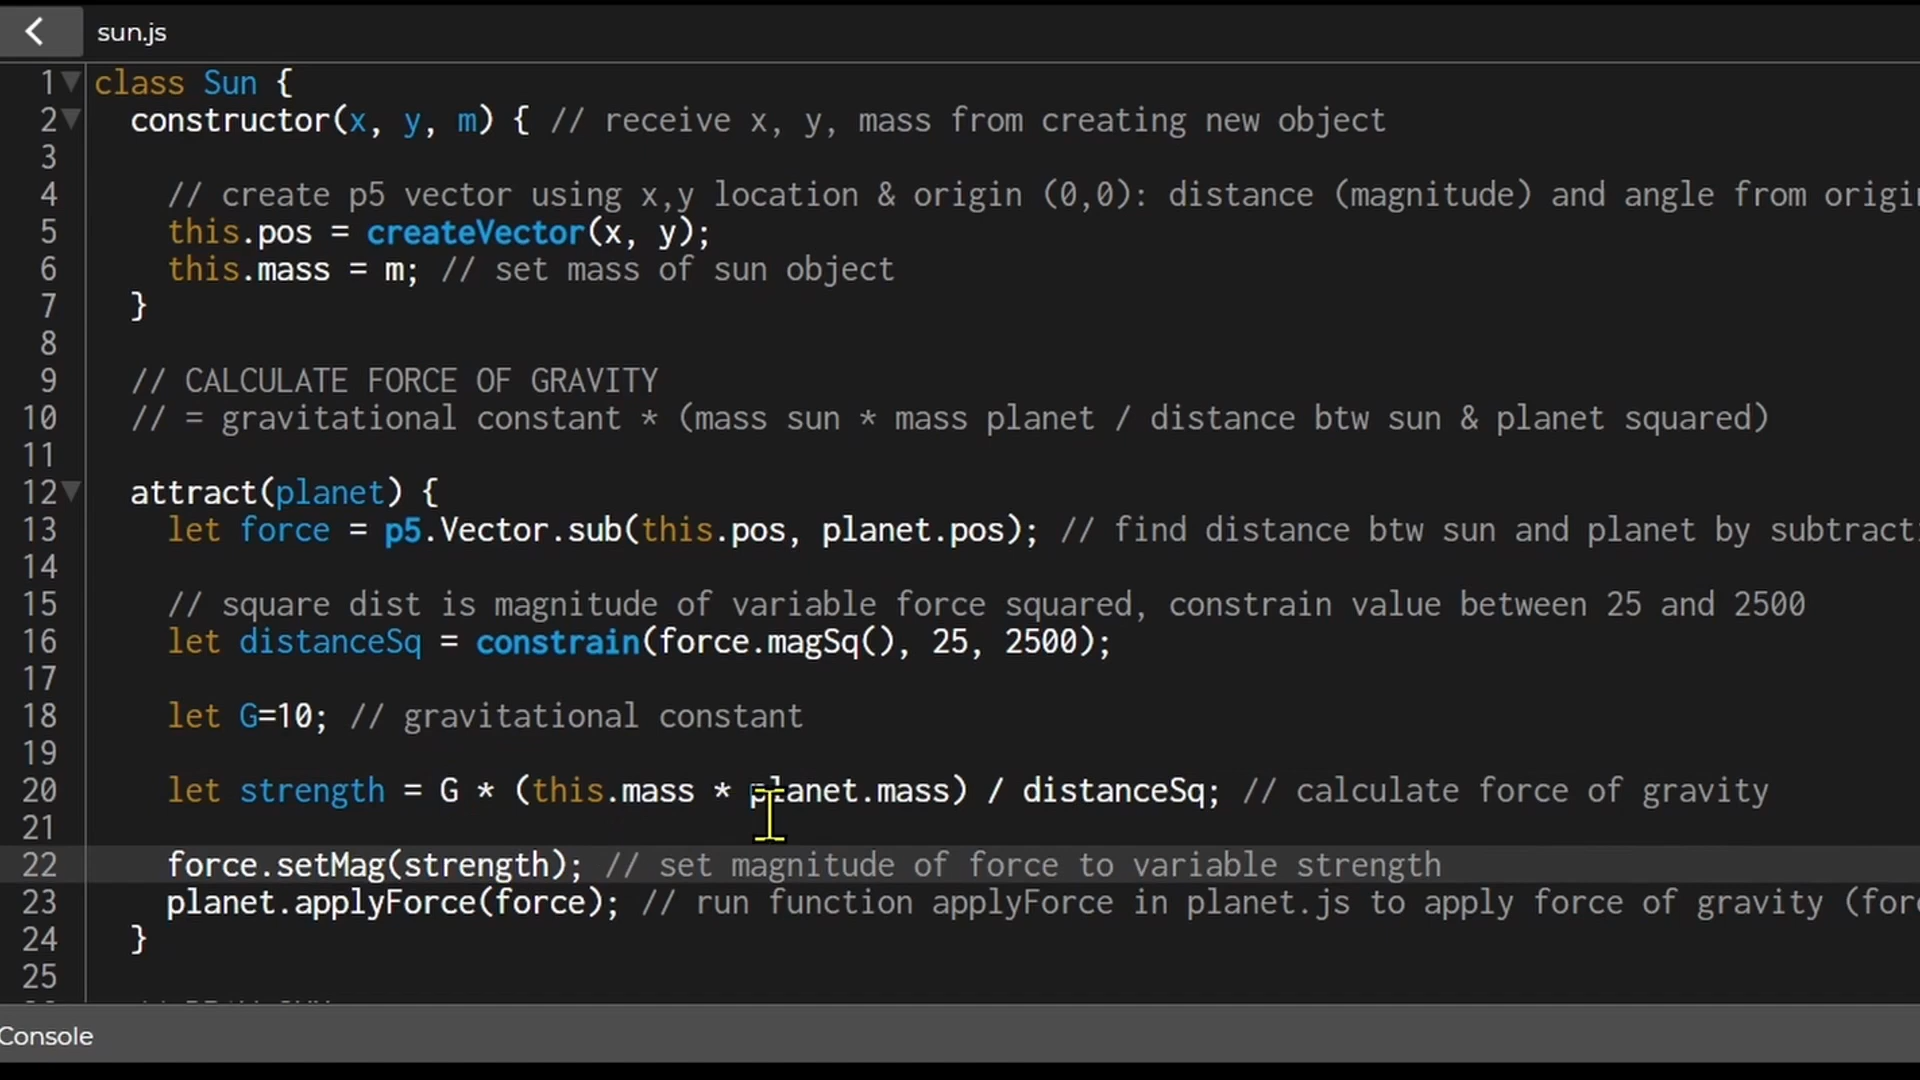 sun.js
1 class Sun {
2 constructor(x, y, m) { // receive x, y, mass from creating new object
3
4 // create p5 vector using x,y location & origin (0,0): distance (magnitude) and angle from origin
5 this.pos = createVector(x, y);
6 this.mass = m; // set mass of sun object
7 }
8
9 // CALCULATE FORCE OF GRAVITY
10 // = gravitational constant * (mass sun * mass planet / distance btw sun & planet squared)
11
12 attract(planet) {
13 let force = p5.Vector.sub(this.pos, planet.pos); // find distance btw sun and planet by subtract
14
15 // square dist is magnitude of variable force squared, constrain value between 25 and 2500
16 let distanceSq = constrain(force.magSq(), 25, 2500);
17
18 let G=10; // gravitational constant
19
20 let strength = G * (this.mass * planet.mass) / distanceSq; // calculate force of gravity
21
22 force.setMag(strength); // set magnitude of force to variable strength
23 planet.applyForce(force); // run function applyForce in planet.js to apply force of gravity (for
24 }
25
Console